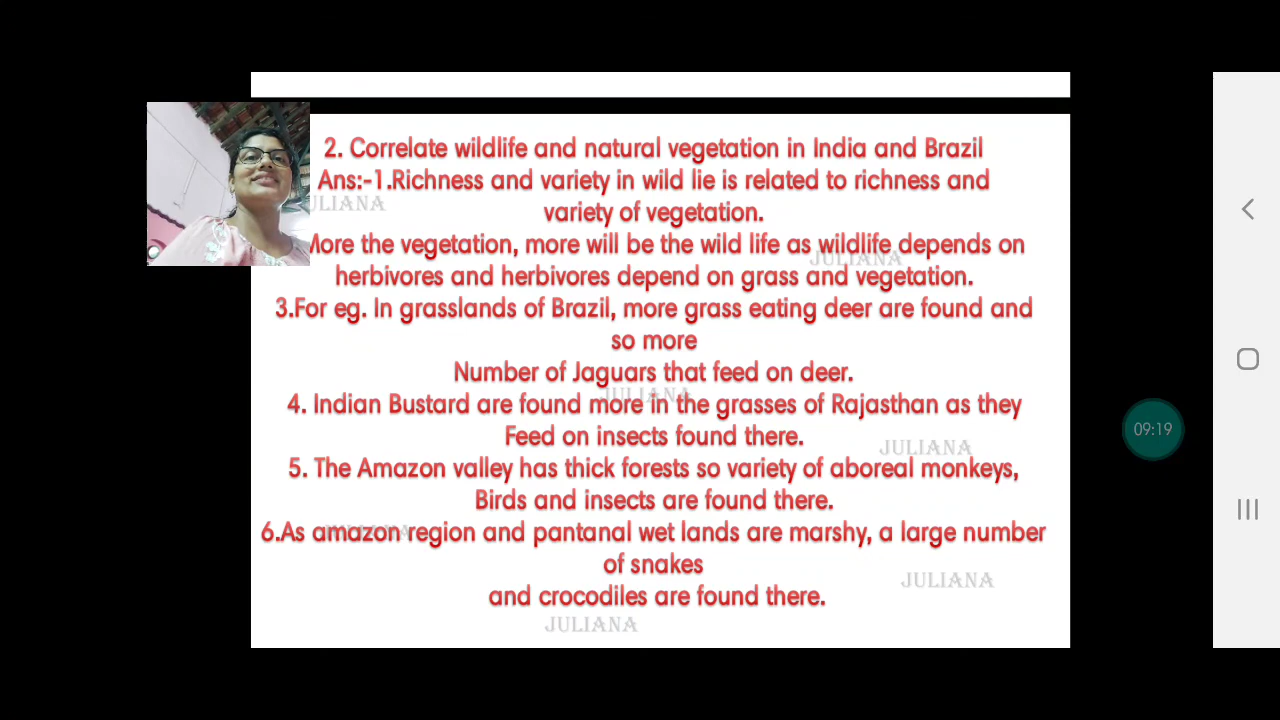 2. Correlate wildlife and natural vegetation in India and Brazil
Ans:-1.Richness and variety in wild lie is related to richness and
JULIANA
variety of vegetation.
More the vegetation, more will be the wild life as wildlife depends on
JULIANA
herbivores and herbivores depend on grass and vegetation.
3.For eg. In grasslands of Brazil, more grass eating deer are found and
so more
Number of Jaguars that feed on deer.
JULIANA
4. Indian Bustard are found more in the grasses of Rajasthan as they
09:19
Feed on insects found there.
JULIANA
5. The Amazon valley has thick forests so variety of aboreal monkeys,
Birds and insects are found there.
JULIANA
6.As amazon region and pantanal wet lands are marshy, a large number
of snakes
JULIANA
and crocodiles are found there.
JULIANA